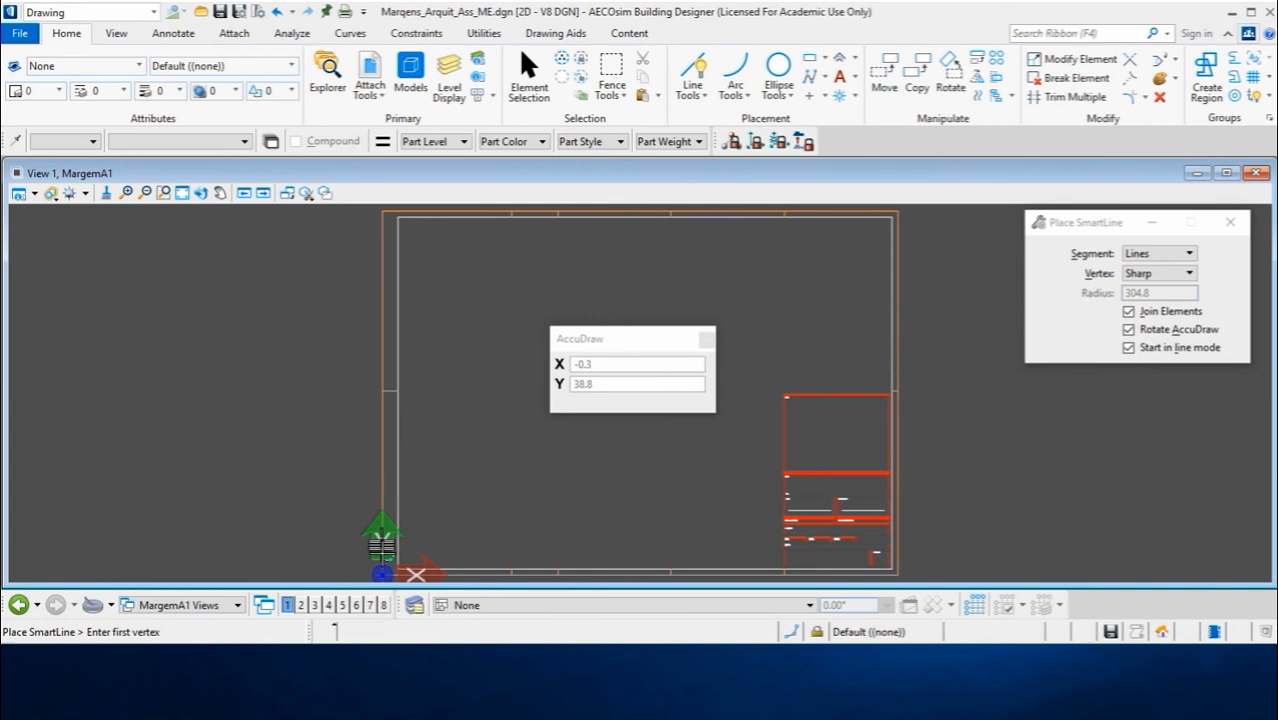 Drawing
Marqens_Arquit_Ass_ME.dgn [2D - V8 DGN] - AECOsim Building Designer (Licensed For Academic Use Only)
File Home View Annotate Attach Analyze Curves Constraints Utilities Drawing Aids Content
Search Ribbon (F4)
Sign in
None
Default ((none))
0 0 0 0 0
Explorer
Attach Tools
Models
Level Display
Element Selection
Fence Tools
Line Tools
Arc Tools
Ellipse Tools
Move
Copy
Rotate
Modify Element
Break Element
Trim Multiple
Create Region
Attributes
Primary
Selection
Placement
Manipulate
Modify
Groups
Compound
Part Level
Part Color
Part Style
Part Weight
View 1, MargemA1
Place SmartLine
Segment: Lines
Vertex: Sharp
Radius: 304.8
Join Elements
Rotate AccuDraw
Start in line mode
AccuDraw
X -0.3
Y 38.8
Y
X
MargemA1 Views
1 2 3 4 5 6 7 8
None
0.00°
Place SmartLine > Enter first vertex
Default ((none))